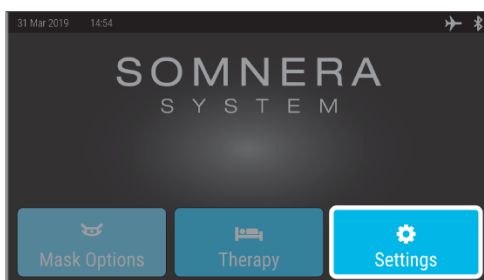 31 Mar 2019 14:54
SOMNERA
SYSTEM
Mask Options Therapy Settings